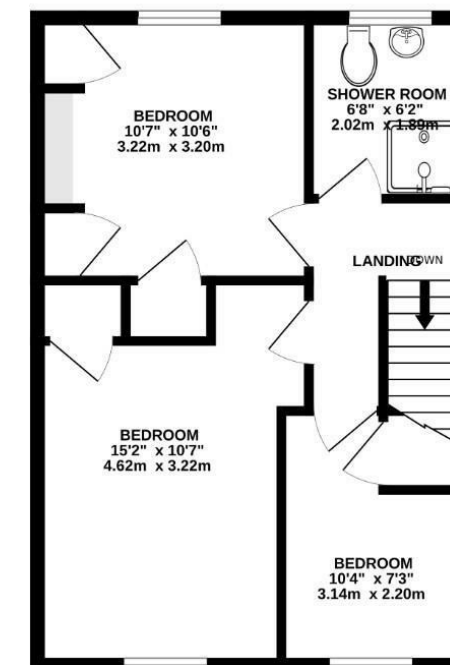 BEDROOM
10'7" x 10'6"
3.22m x 3.20m
SHOWER ROOM
6'8" x 6'2"
2.02m x 1.89m
LANDING
DOWN
BEDROOM
15'2" x 10'7"
4.62m x 3.22m
BEDROOM
10'4" x 7'3"
3.14m x 2.20m